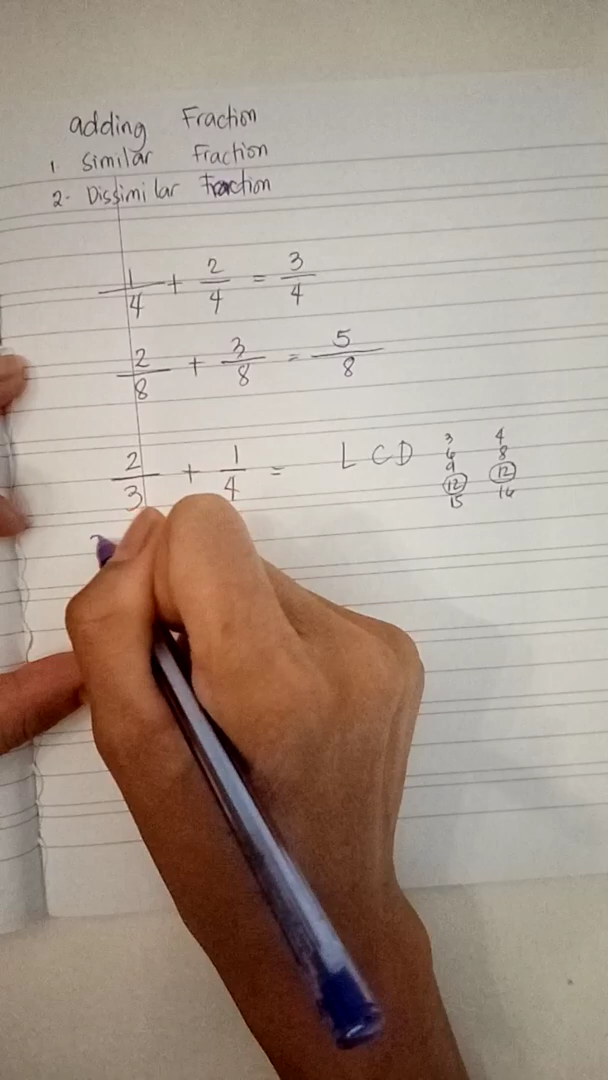 adding Fraction
1. Similar Fraction
2. Dissimilar Fraction
1/4 + 2/4 = 3/4
2/8 + 3/8 = 5/8
2/3 + 1/4 = LCD
3 4
6 8
9 12
12 16
15